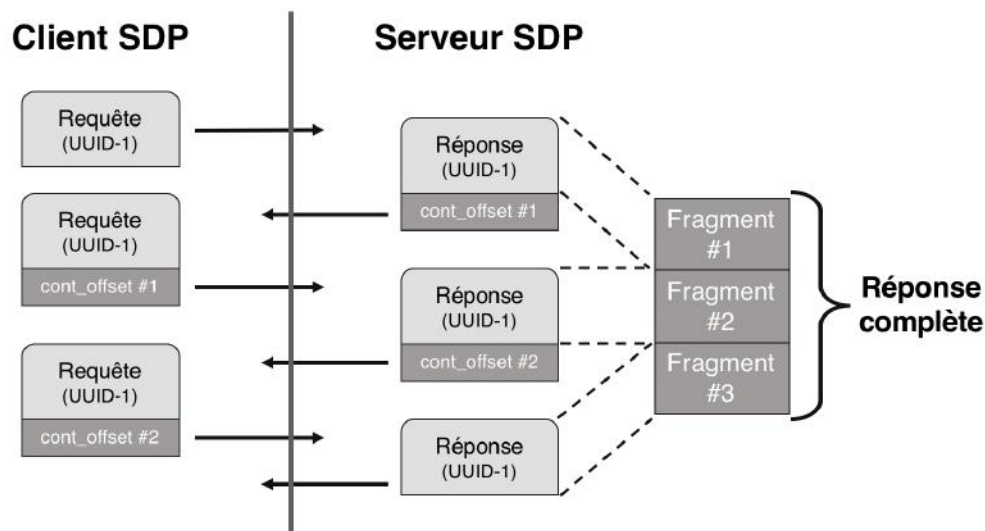 Client SDP
Serveur SDP
Requête
(UUID-1)
Réponse
(UUID-1)
cont_offset #1
Requête
(UUID-1)
cont_offset #1
Réponse
(UUID-1)
cont_offset #2
Requête
(UUID-1)
cont_offset #2
Réponse
(UUID-1)
Fragment
#1
Fragment
#2
Fragment
#3
Réponse
complète